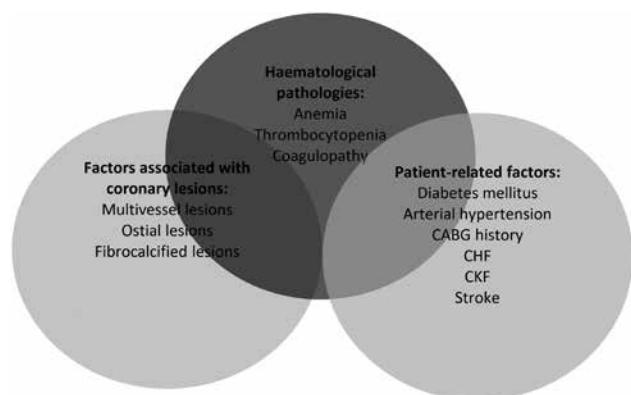 Haematological
pathologies:
Anemia
Thrombocytopenia
Coagulopathy
Factors associated with
coronary lesions:
Multivessel lesions
Ostial lesions
Fibrocalcified lesions
Patient-related factors:
Diabetes mellitus
Arterial hypertension
CABG history
CHF
CKF
Stroke